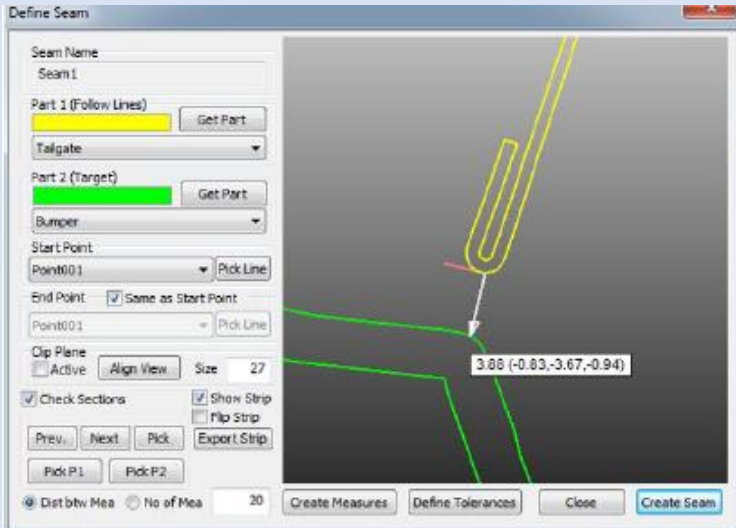 Define Seam
Seam Name
Seam1
Part 1 (Follow Lines)
Get Part
Tailgate
Part 2 (Target)
Get Part
Bumper
Start Point
Point001
Pick Line
End Point
Same as Start Point
Point001
Pick Line
Clip Plane
Active
Align View
Size
27
Check Sections
Show Strip
Flip Strip
Prev.
Next
Pick
Export Strip
Pick P1
Pick P2
Dist btw Mea
No of Mea
20
3.88 (-0.83,-3.67,-0.94)
Create Measures
Define Tolerances
Close
Create Seam